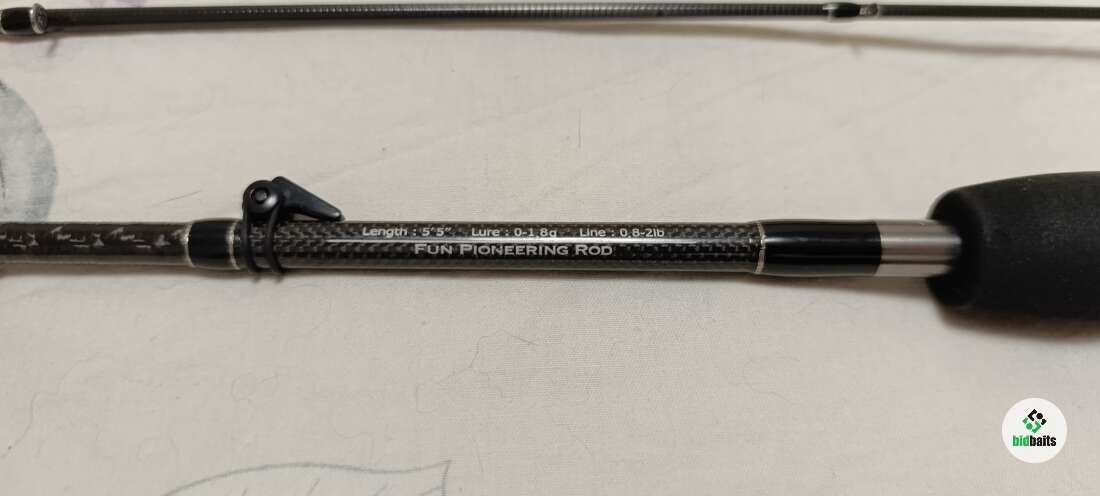 Length : 5'5" Lure : 0-1.8g Line : 0.8-2lb
FUN PIONEERING ROD
bidbaits